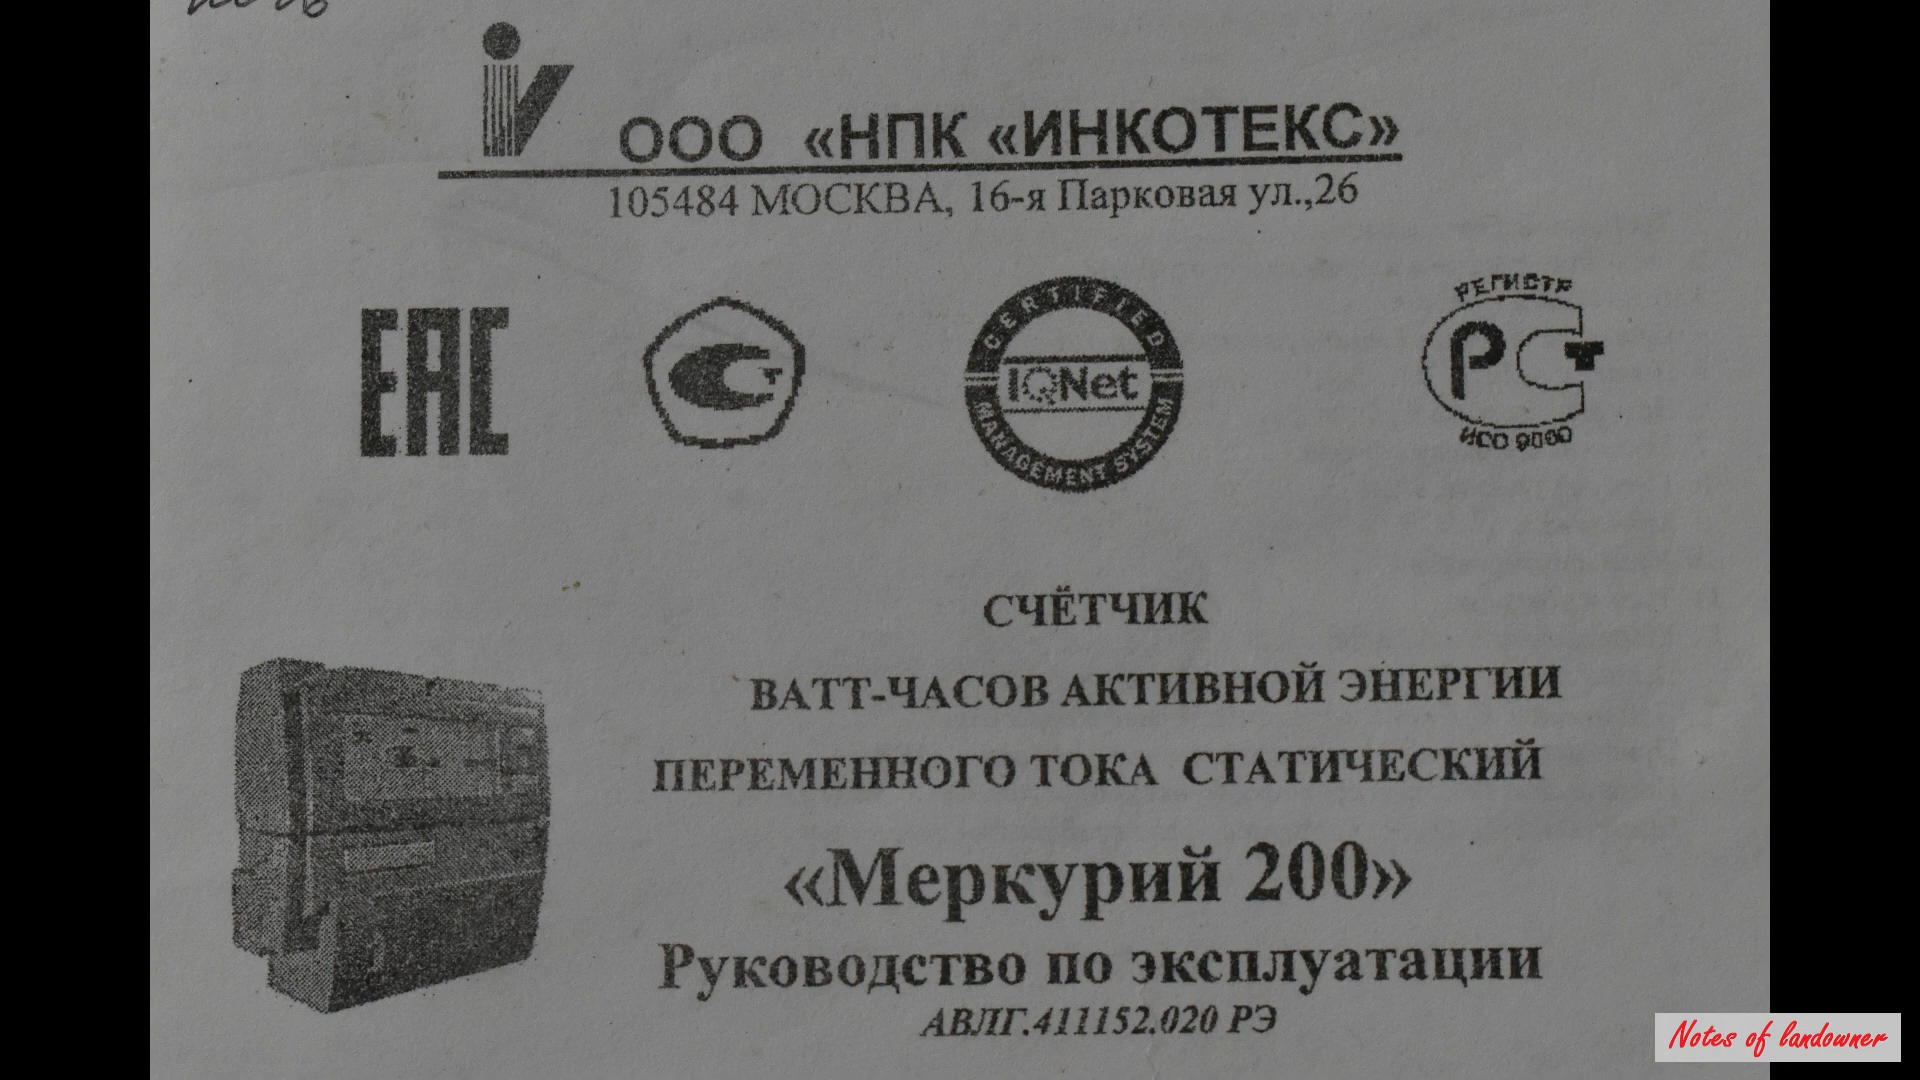 ООО «НПК «ИНКОТЕКС»
105484 МОСКВА, 16-я Парковая ул.,26
ЕАС
CERTIFIED
IQNet
MANAGEMENT SYSTEM
РЕГИСТР
РСТ
ИСО 9000
СЧЁТЧИК
ВАТТ-ЧАСОВ АКТИВНОЙ ЭНЕРГИИ
ПЕРЕМЕННОГО ТОКА СТАТИЧЕСКИЙ
«Меркурий 200»
Руководство по эксплуатации
АВЛГ.411152.020 РЭ
Notes of landowner